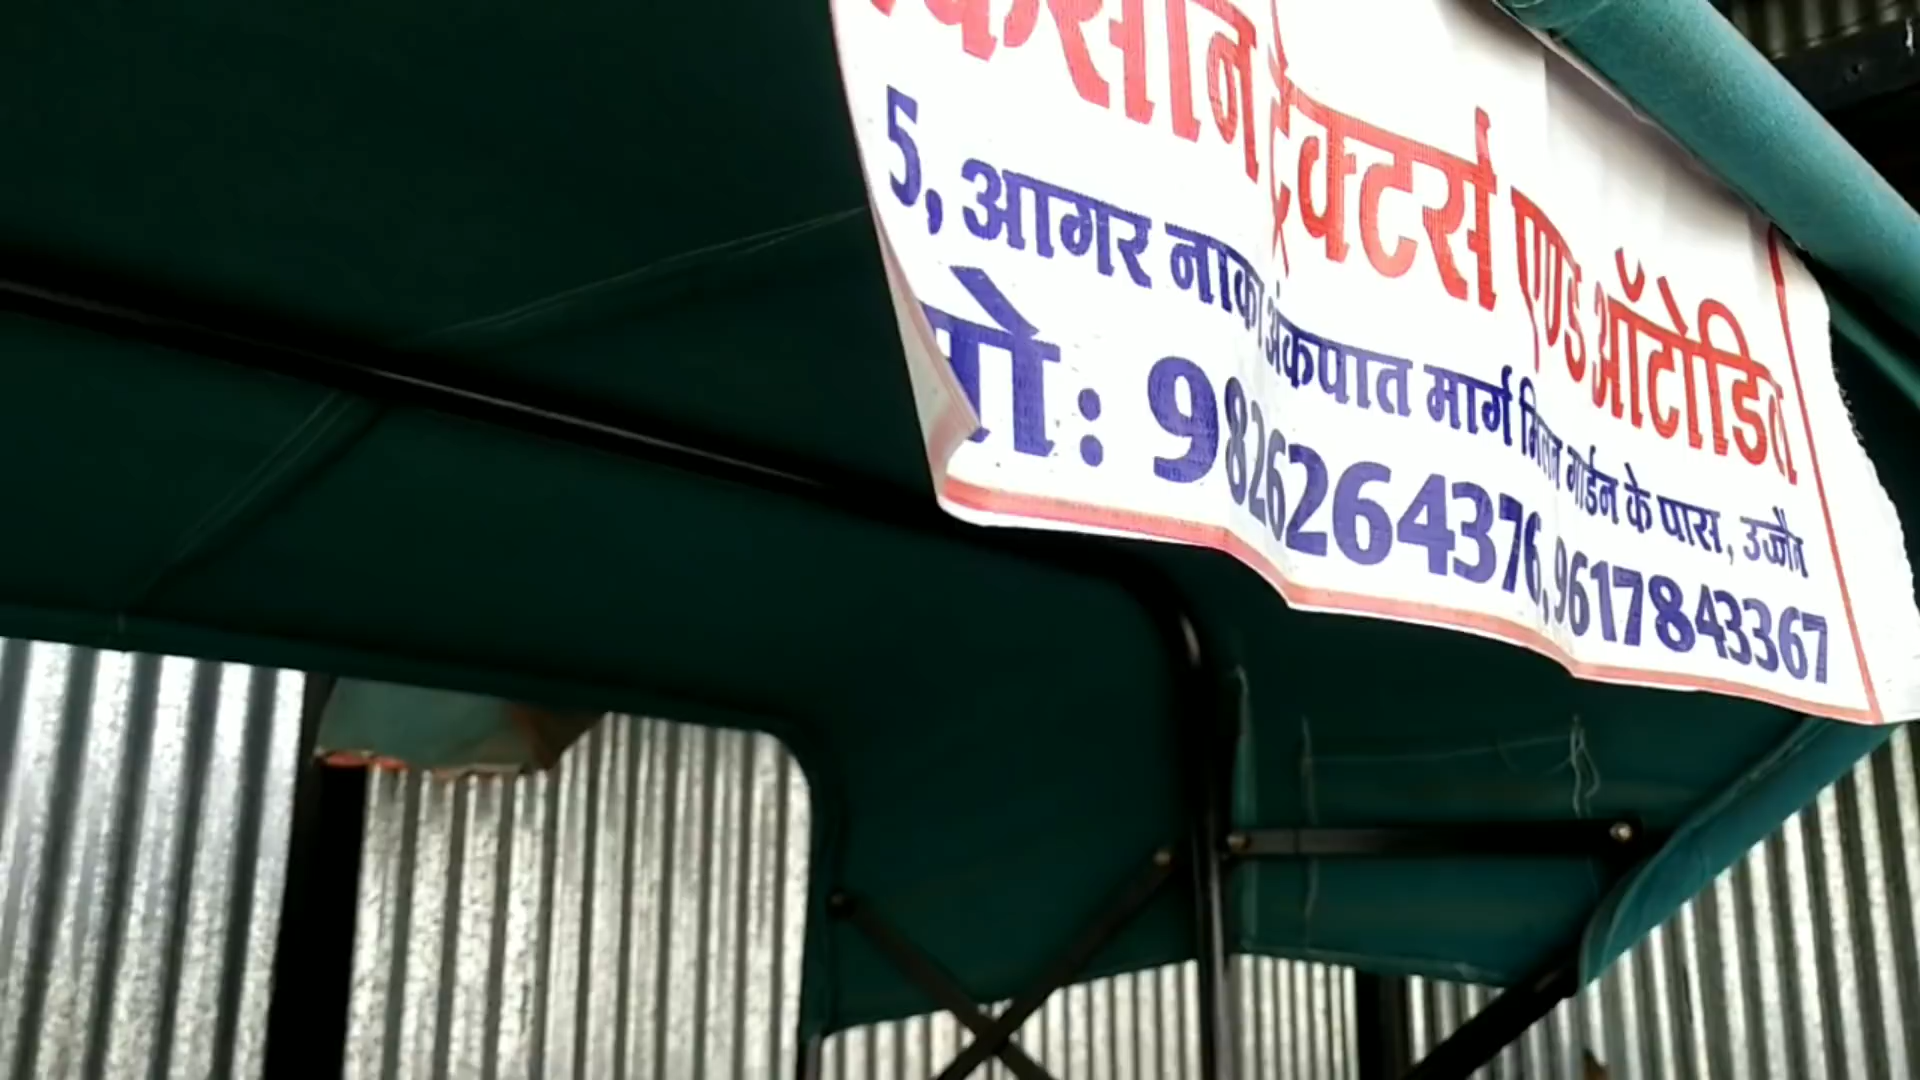 किसान ट्रैक्टर्स एण्ड ऑटोडिल
5, आगर नाका अंकपात मार्ग मिलन गार्डन के पास, उज्जैन
मो: 9826264376, 9617843367